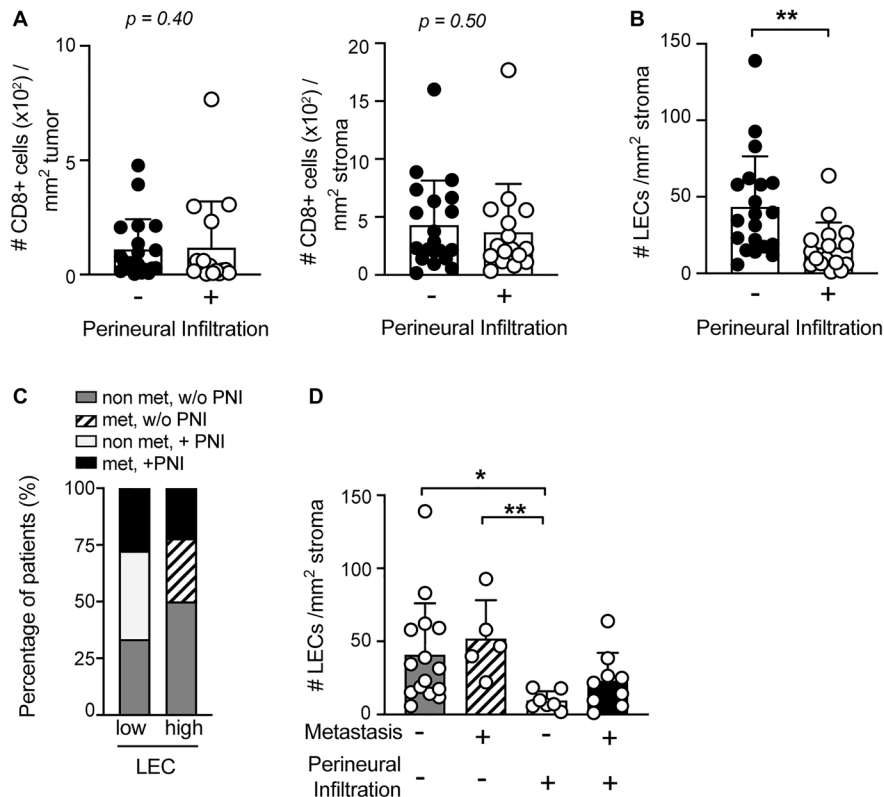 A
p = 0.40
# CD8+ cells (x10²) /
mm² tumor
10
5
0
-
+
Perineural Infiltration
p = 0.50
# CD8+ cells (x10²) /
mm² stroma
20
15
10
5
0
-
+
Perineural Infiltration
B
**
# LECs /mm² stroma
150
100
50
0
-
+
Perineural Infiltration
C
non met, w/o PNI
met, w/o PNI
non met, + PNI
met, +PNI
Percentage of patients (%)
100
75
50
25
0
low
high
LEC
D
*
**
# LECs /mm² stroma
150
100
50
0
Metastasis - + - +
Perineural
Infiltration - - + +